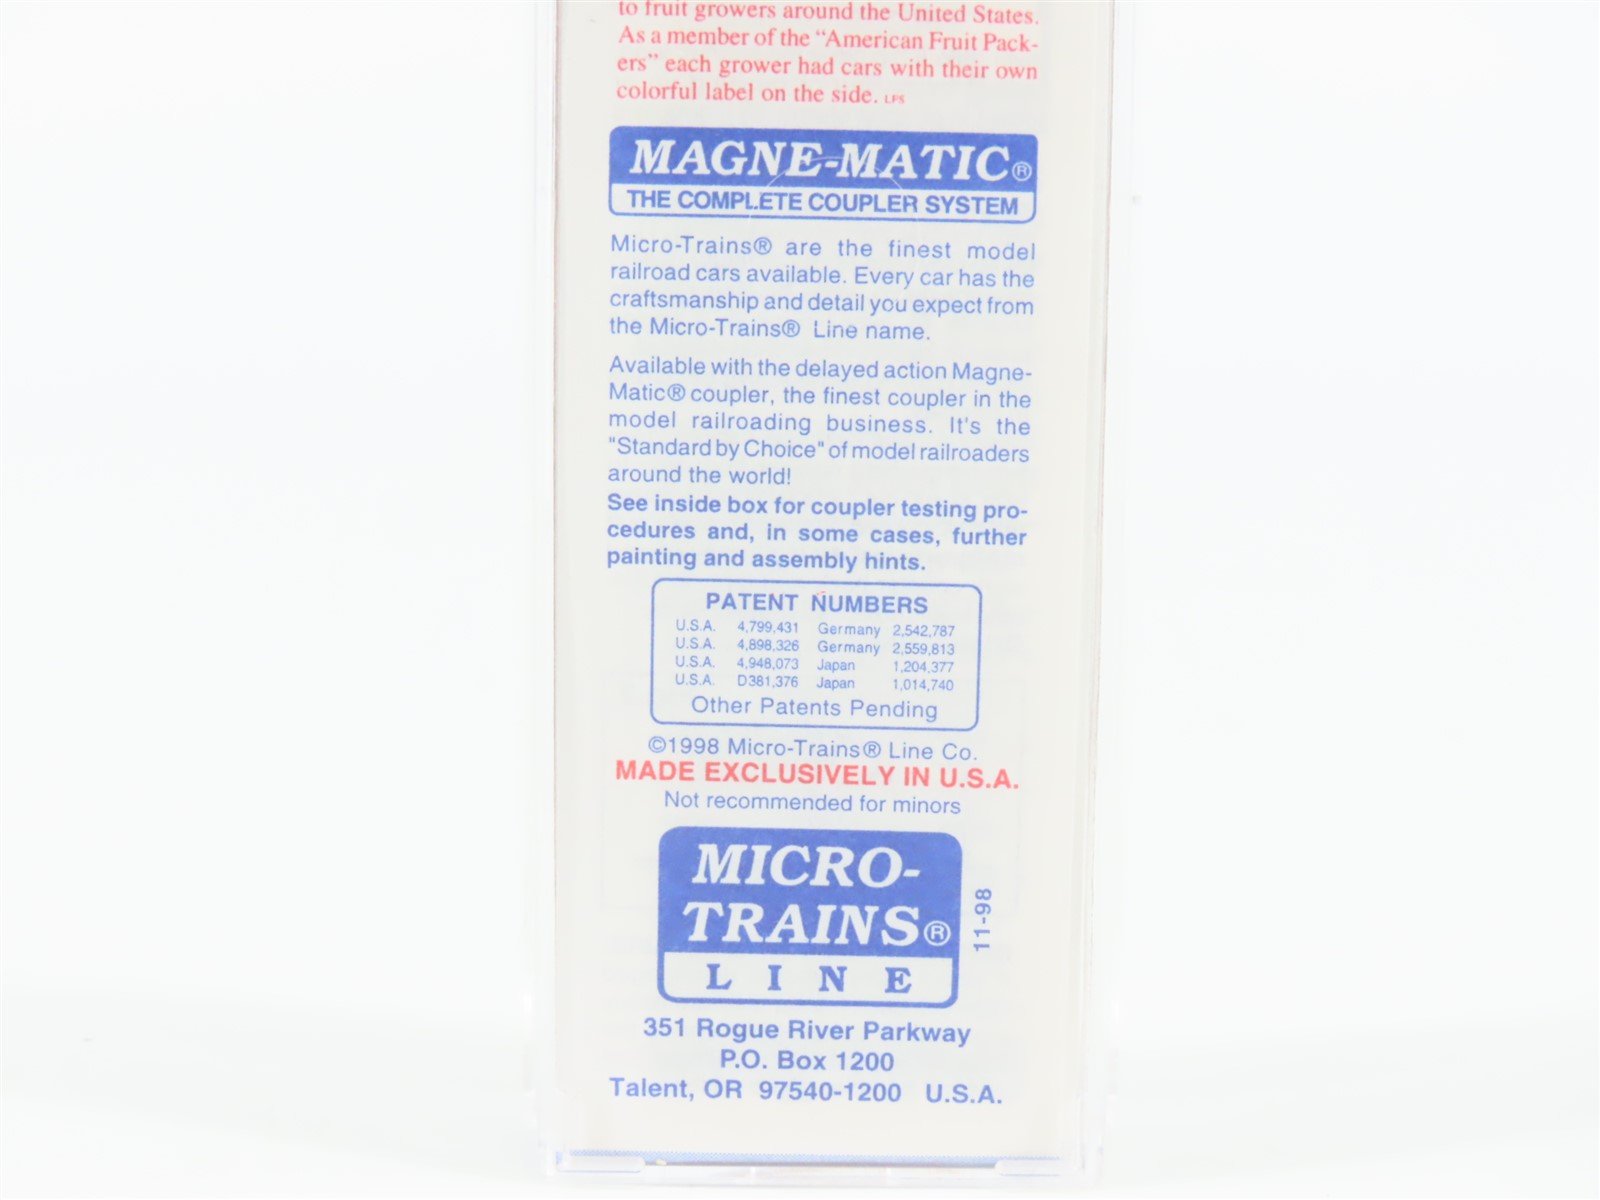 to fruit growers around the United States.
As a member of the "American Fruit Pack-
ers" each grower had cars with their own
colorful label on the side. LFS
MAGNE-MATIC®
THE COMPLETE COUPLER SYSTEM
Micro-Trains® are the finest model
railroad cars available. Every car has the
craftsmanship and detail you expect from
the Micro-Trains® Line name.
Available with the delayed action Magne-
Matic® coupler, the finest coupler in the
model railroading business. It's the
"Standard by Choice" of model railroaders
around the world!
See inside box for coupler testing pro-
cedures and, in some cases, further
painting and assembly hints.
PATENT NUMBERS
U.S.A. 4,799,431 Germany 2,542,787
U.S.A. 4,898,326 Germany 2,559,813
U.S.A. 4,948,073 Japan 1,204,377
U.S.A. D381,376 Japan 1,014,740
Other Patents Pending
©1998 Micro-Trains® Line Co.
MADE EXCLUSIVELY IN U.S.A.
Not recommended for minors
MICRO-
TRAINS®
LINE
11-98
351 Rogue River Parkway
P.O. Box 1200
Talent, OR 97540-1200 U.S.A.